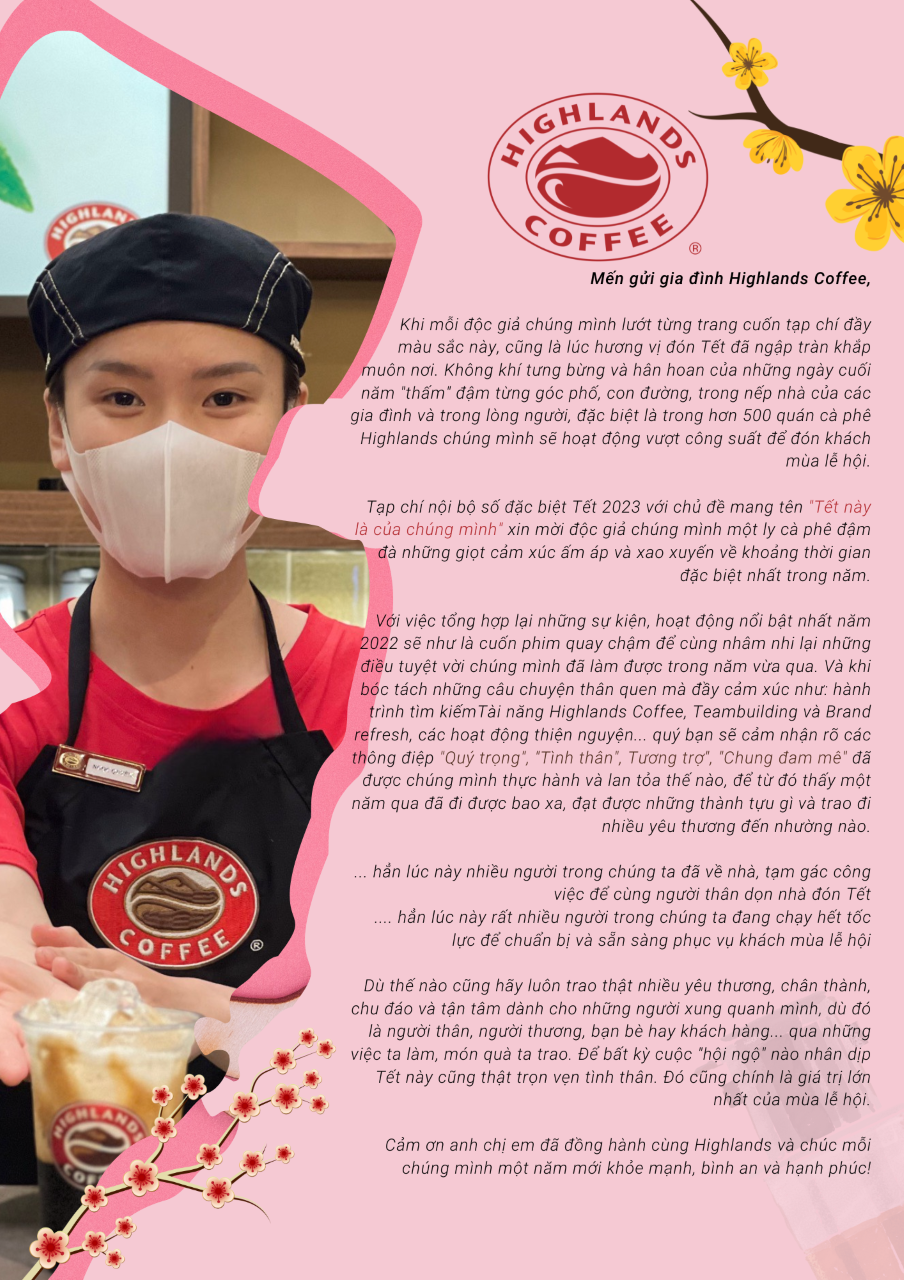 HIGHLANDS
COFFEE
®
Mến gửi gia đình Highlands Coffee,
Khi mỗi độc giả chúng mình lướt từng trang cuốn tạp chí đầy
màu sắc này, cũng là lúc hương vị đón Tết đã ngập tràn khắp
muôn nơi. Không khí tưng bừng và hân hoan của những ngày cuối
năm "thấm" đậm từng góc phố, con đường, trong nếp nhà của các
gia đình và trong lòng người, đặc biệt là trong hơn 500 quán cà phê
Highlands chúng mình sẽ hoạt động vượt công suất để đón khách
mùa lễ hội.
Tạp chí nội bộ số đặc biệt Tết 2023 với chủ đề mang tên "Tết này
là của chúng mình" xin mời độc giả chúng mình một ly cà phê đậm
đà những giọt cảm xúc ấm áp và xao xuyến về khoảng thời gian
đặc biệt nhất trong năm.
Với việc tổng hợp lại những sự kiện, hoạt động nổi bật nhất năm
2022 sẽ như là cuốn phim quay chậm để cùng nhâm nhi lại những
điều tuyệt vời chúng mình đã làm được trong năm vừa qua. Và khi
bóc tách những câu chuyện thân quen mà đầy cảm xúc như: hành
trình tìm kiếmTài năng Highlands Coffee, Teambuilding và Brand
refresh, các hoạt động thiện nguyện... quý bạn sẽ cảm nhận rõ các
thông điệp "Quý trọng", "Tình thân", Tương trợ", "Chung đam mê" đã
được chúng mình thực hành và lan tỏa thế nào, để từ đó thấy một
năm qua đã đi được bao xa, đạt được những thành tựu gì và trao đi
nhiều yêu thương đến nhường nào.
... hẳn lúc này nhiều người trong chúng ta đã về nhà, tạm gác công
việc để cùng người thân dọn nhà đón Tết
.... hẳn lúc này rất nhiều người trong chúng ta đang chạy hết tốc
lực để chuẩn bị và sẵn sàng phục vụ khách mùa lễ hội
Dù thế nào cũng hãy luôn trao thật nhiều yêu thương, chân thành,
chu đáo và tận tâm dành cho những người xung quanh mình, dù đó
là người thân, người thương, bạn bè hay khách hàng... qua những
việc ta làm, món quà ta trao. Để bất kỳ cuộc "hội ngộ" nào nhân dịp
Tết này cũng thật trọn vẹn tình thân. Đó cũng chính là giá trị lớn
nhất của mùa lễ hội.
Cảm ơn anh chị em đã đồng hành cùng Highlands và chúc mỗi
chúng mình một năm mới khỏe mạnh, bình an và hạnh phúc!
HIGHLANDS
COFFEE
®
HIGHLANDS
COFFEE